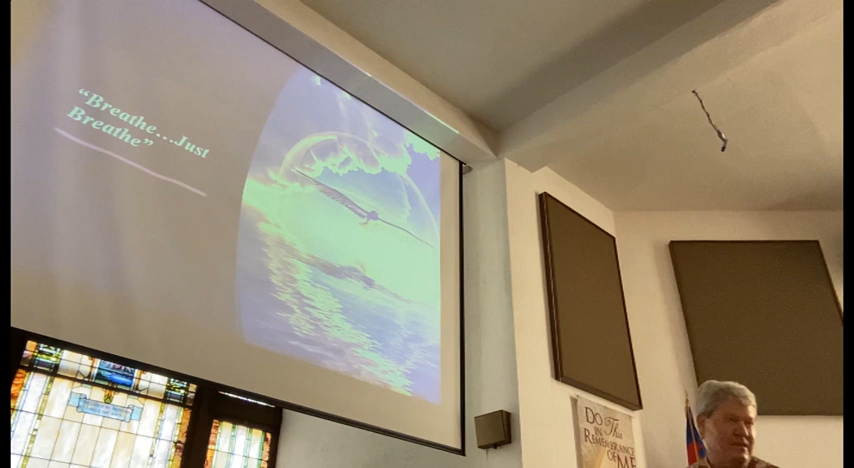 “Breathe...Just
Breathe”
DO This
IN
REMEMBRANCE
OF ME